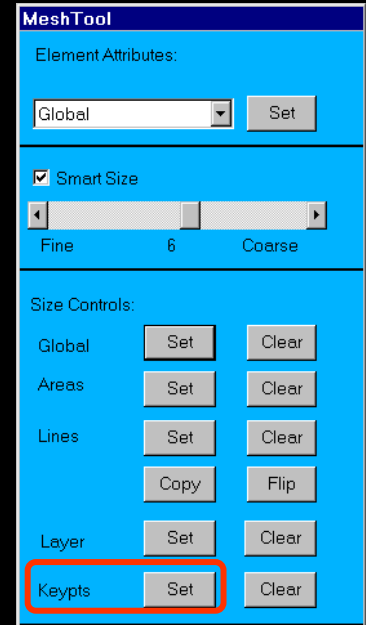 MeshTool
Element Attributes:
Global Set
Smart Size
Fine 6 Coarse
Size Controls:
Global Set Clear
Areas Set Clear
Lines Set Clear
Copy Flip
Layer Set Clear
Keypts Set Clear